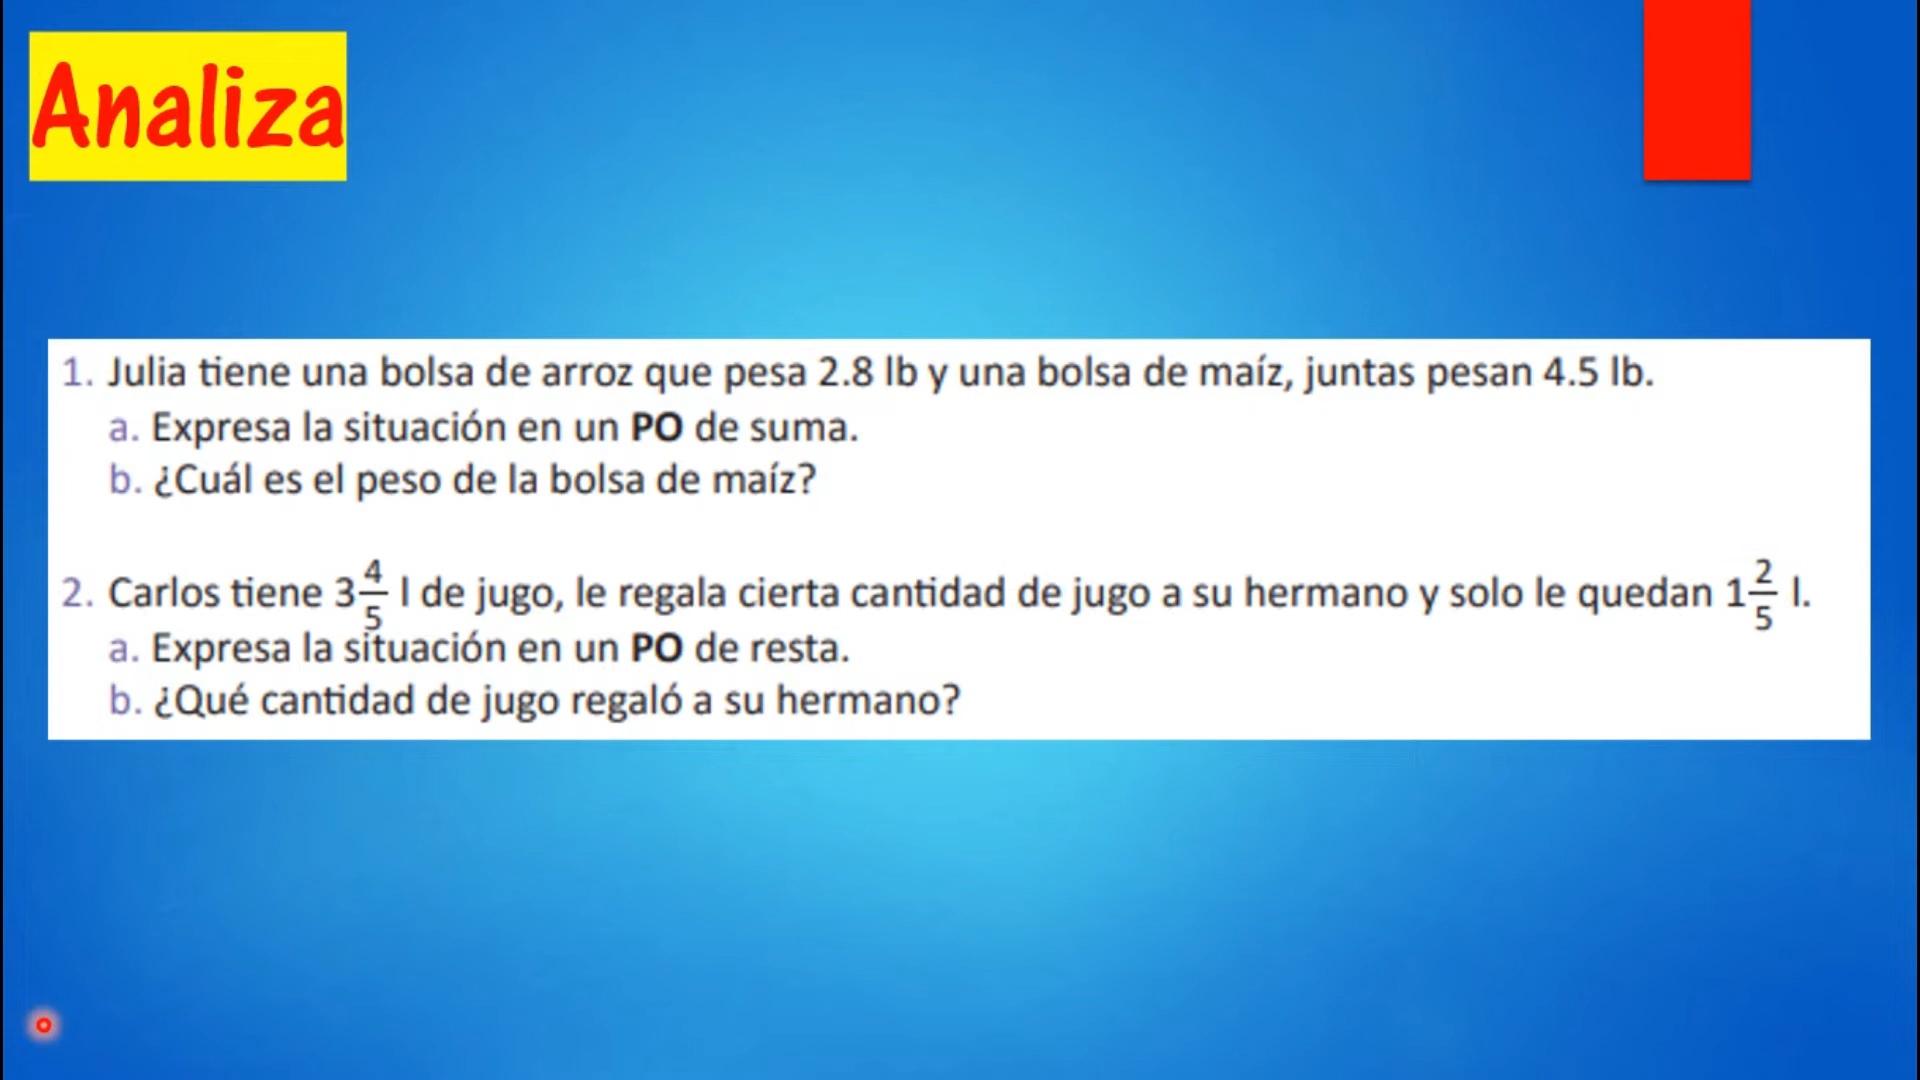 Analiza
1. Julia tiene una bolsa de arroz que pesa 2.8 lb y una bolsa de maíz, juntas pesan 4.5 lb.
a. Expresa la situación en un PO de suma.
b. ¿Cuál es el peso de la bolsa de maíz?
2. Carlos tiene 3 4/5 l de jugo, le regala cierta cantidad de jugo a su hermano y solo le quedan 1 2/5 l.
a. Expresa la situación en un PO de resta.
b. ¿Qué cantidad de jugo regaló a su hermano?